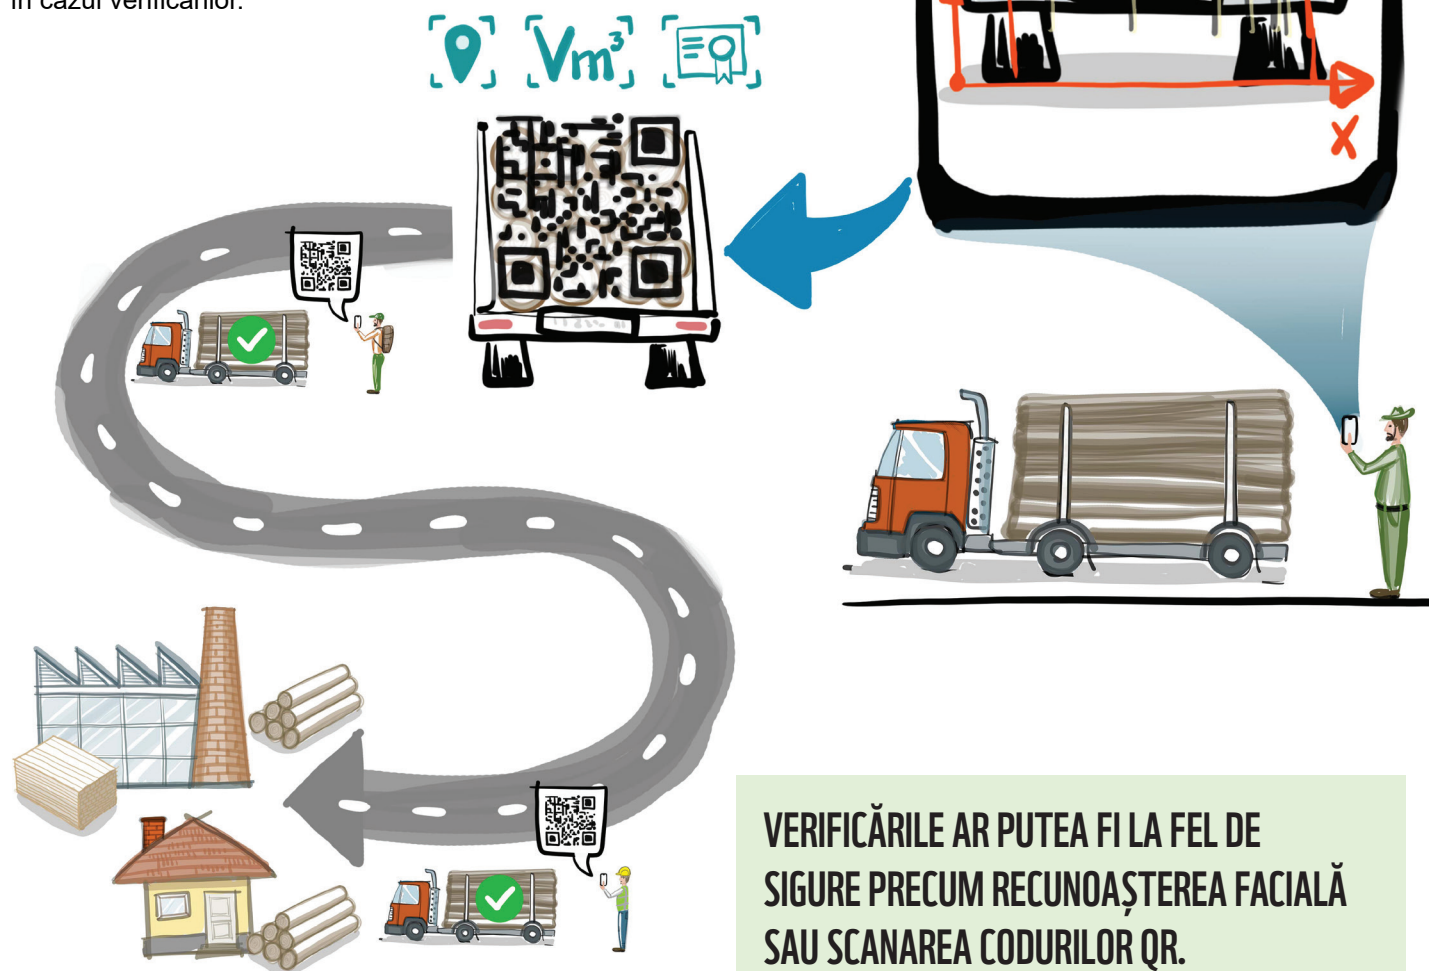 în cazul verificărilor.
Vm³
X
VERIFICĂRILE AR PUTEA FI LA FEL DE
SIGURE PRECUM RECUNOAȘTEREA FACIALĂ
SAU SCANAREA CODURILOR QR.